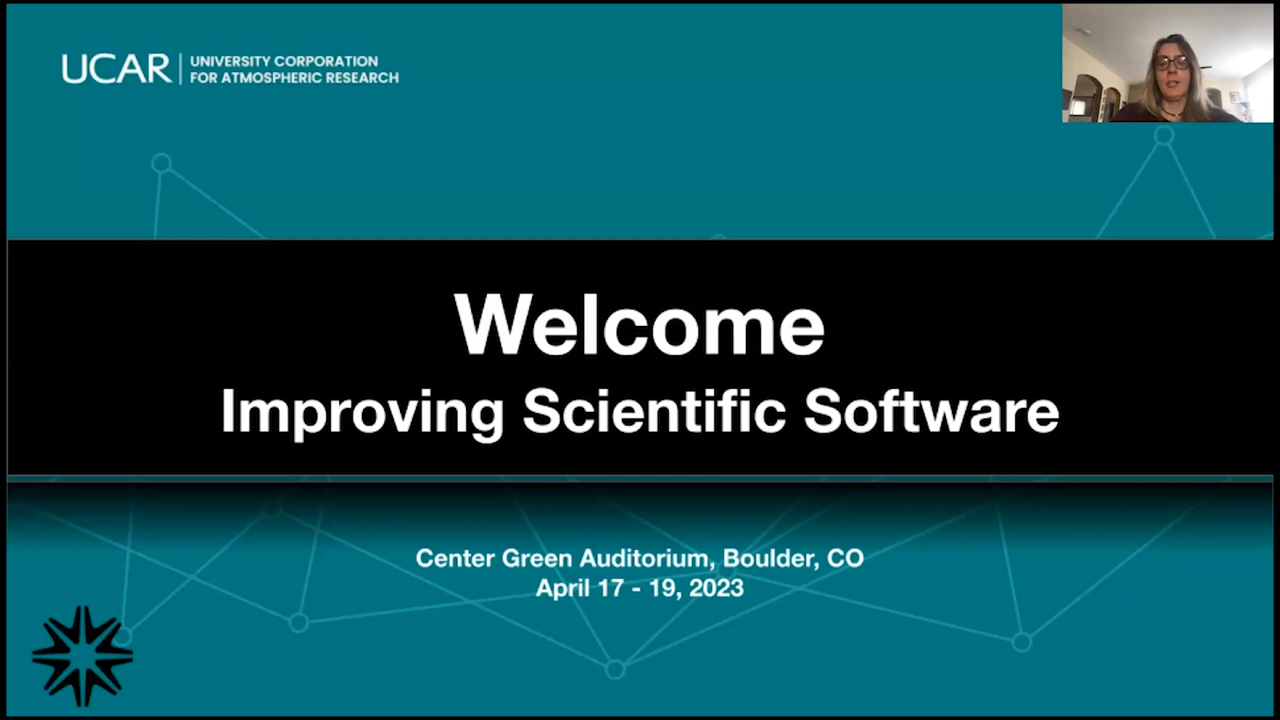 UCAR
UNIVERSITY CORPORATION
FOR ATMOSPHERIC RESEARCH
Welcome
Improving Scientific Software
Center Green Auditorium, Boulder, CO
April 17 - 19, 2023